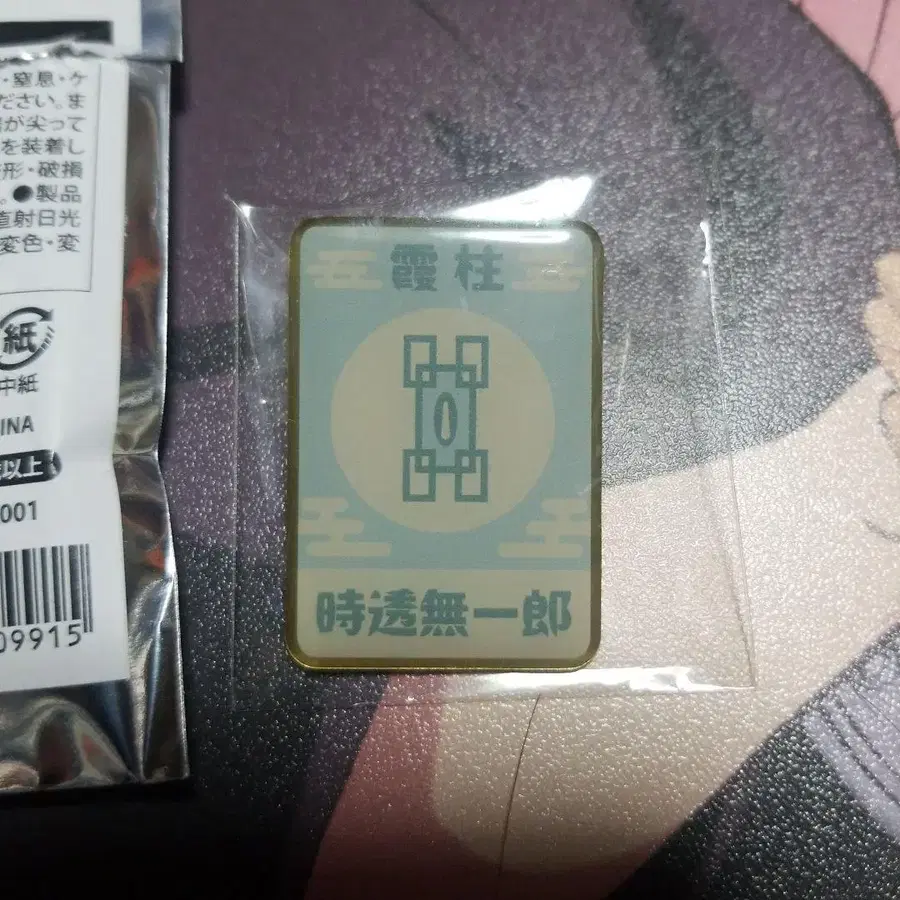 ・窒息・ケ
ださい。ま
が尖って
を装着し
形・破損
。●製品
直射日光
変色・変
紙
中紙
INA
以上
001
09915
霞柱
時透無一郎